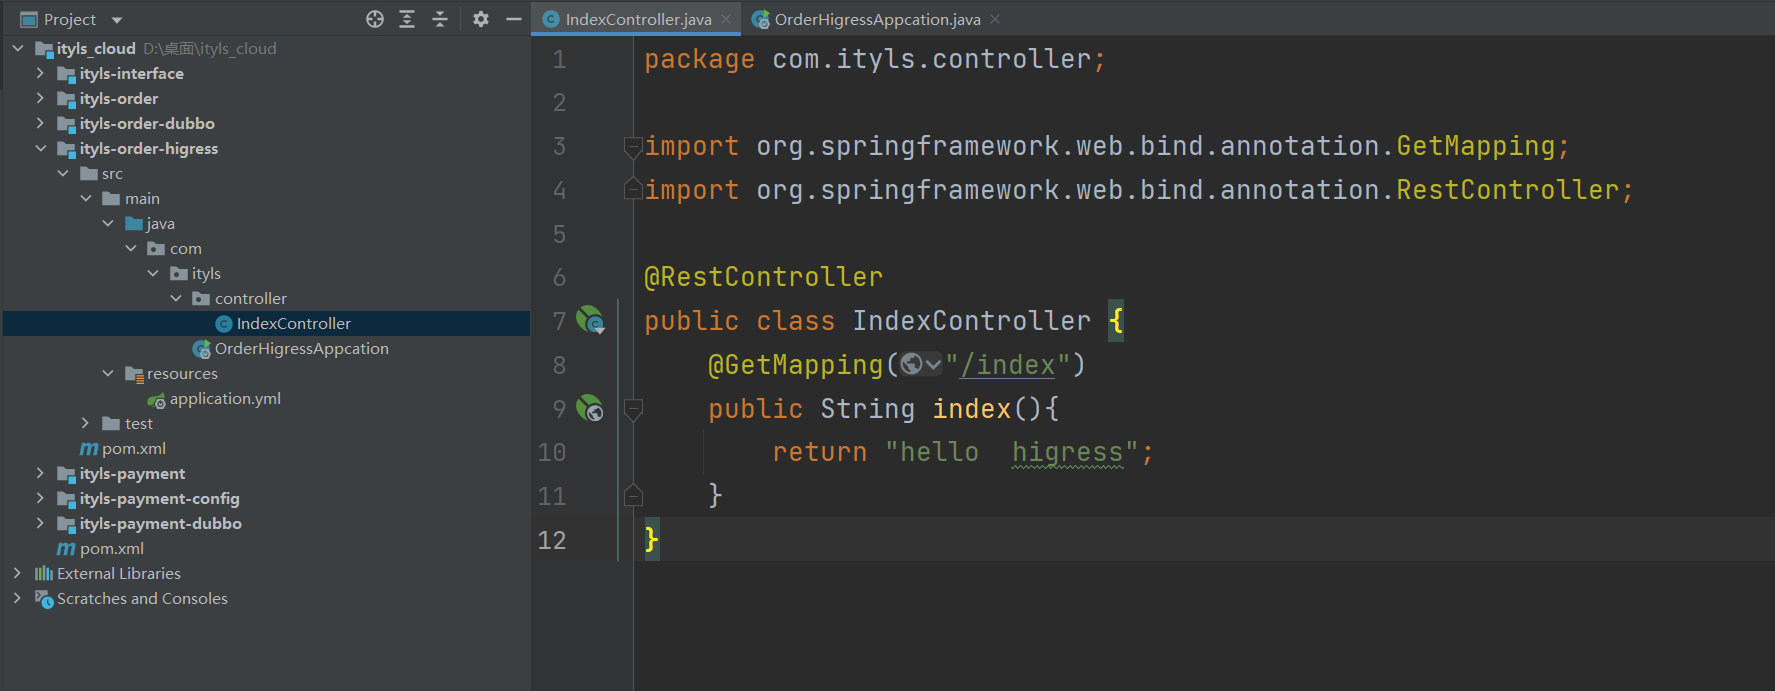 Project
ityls_cloud D:\桌面\ityls_cloud
ityls-interface
ityls-order
ityls-order-dubbo
ityls-order-higress
src
main
java
com
ityls
controller
IndexController
OrderHigressAppcation
resources
application.yml
test
pom.xml
ityls-payment
ityls-payment-config
ityls-payment-dubbo
pom.xml
External Libraries
Scratches and Consoles
IndexController.java
OrderHigressAppcation.java
1 package com.ityls.controller;
2
3 import org.springframework.web.bind.annotation.GetMapping;
4 import org.springframework.web.bind.annotation.RestController;
5
6 @RestController
7 public class IndexController {
8 @GetMapping("/index")
9 public String index(){
10 return "hello  higress";
11 }
12 }